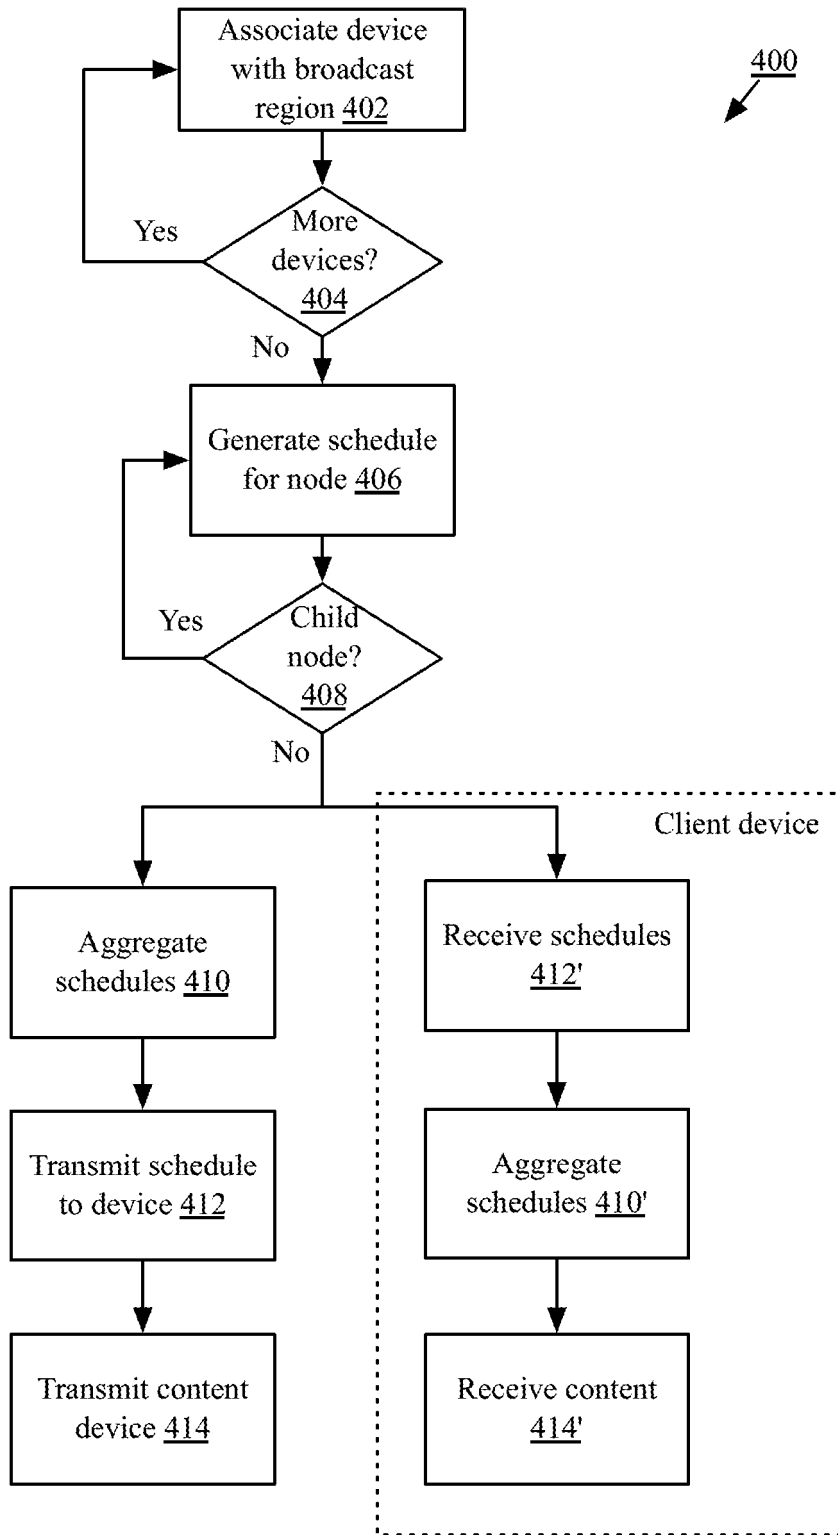 Associate device
with broadcast
region 402
400
Yes
More
devices?
404
No
Generate schedule
for node 406
Yes
Child
node?
408
No
Client device
Aggregate
schedules 410
Receive schedules
412'
Transmit schedule
to device 412
Aggregate
schedules 410'
Transmit content
device 414
Receive content
414'